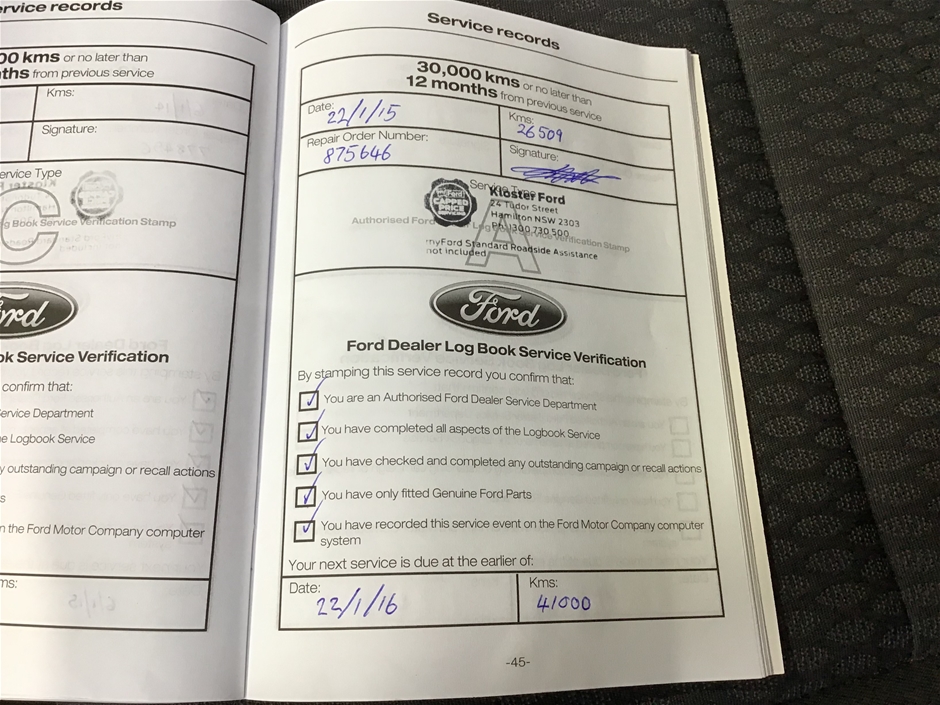 rvice records
00 kms or no later than
ths from previous service
Kms:
Signature:
ervice Type
C
g Book Service Verification Stamp
ord
ok Service Verification
confirm that:
ervice Department
e Logbook Service
y outstanding campaign or recall actions
s
n the Ford Motor Company computer
ms:
Service records
30,000 kms or no later than
12 months from previous service
Date: 22/1/15
Kms: 26509
Repair Order Number: 875646
Signature:
Service Type
A
CAPPED PRICE
Kloster Ford
24 Tudor Street
Hamilton NSW 2303
Ph 1300 730 500
Authorised Ford Log Service Verification Stamp
myFord Standard Roadside Assistance
not included
Ford
Ford Dealer Log Book Service Verification
By stamping this service record you confirm that:
You are an Authorised Ford Dealer Service Department
You have completed all aspects of the Logbook Service
You have checked and completed any outstanding campaign or recall actions
You have only fitted Genuine Ford Parts
You have recorded this service event on the Ford Motor Company computer
system
Your next service is due at the earlier of:
Date: 22/1/16
Kms: 41000
-45-